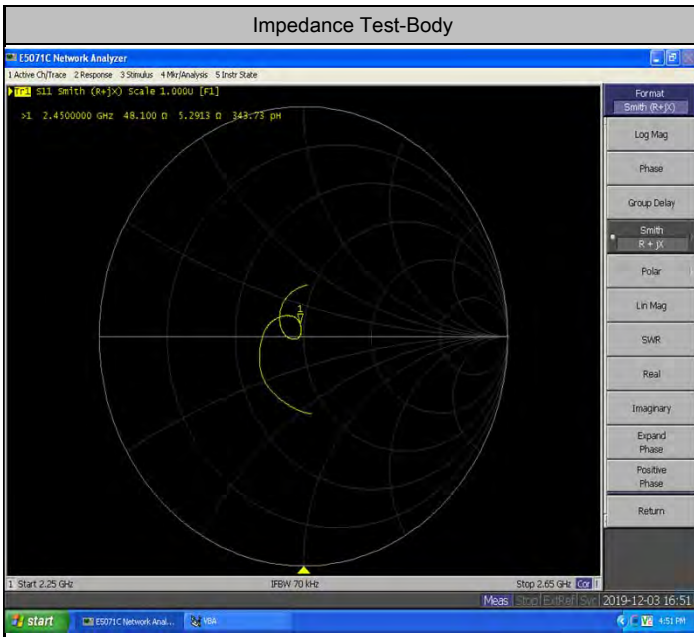 Impedance Test-Body
E5071C Network Analyzer
1 Active Ch/Trace 2 Response 3 Stimulus 4 Mkr/Analysis 5 Instr State
Tr1 S11 Smith (R+jX) Scale 1.000U [F1]
>1 2.4500000 GHz 48.100 Ω 5.2913 Ω 343.73 pH
1
Format
Smith (R+jX)
Log Mag
Phase
Group Delay
Smith
R + jX
Polar
Lin Mag
SWR
Real
Imaginary
Expand
Phase
Positive
Phase
Return
1 Start 2.25 GHz IFBW 70 kHz Stop 2.65 GHz Cor !
Meas Stop ExtRef Svc 2019-12-03 16:51
start E5071C Network Anal... VBA 4:51 PM